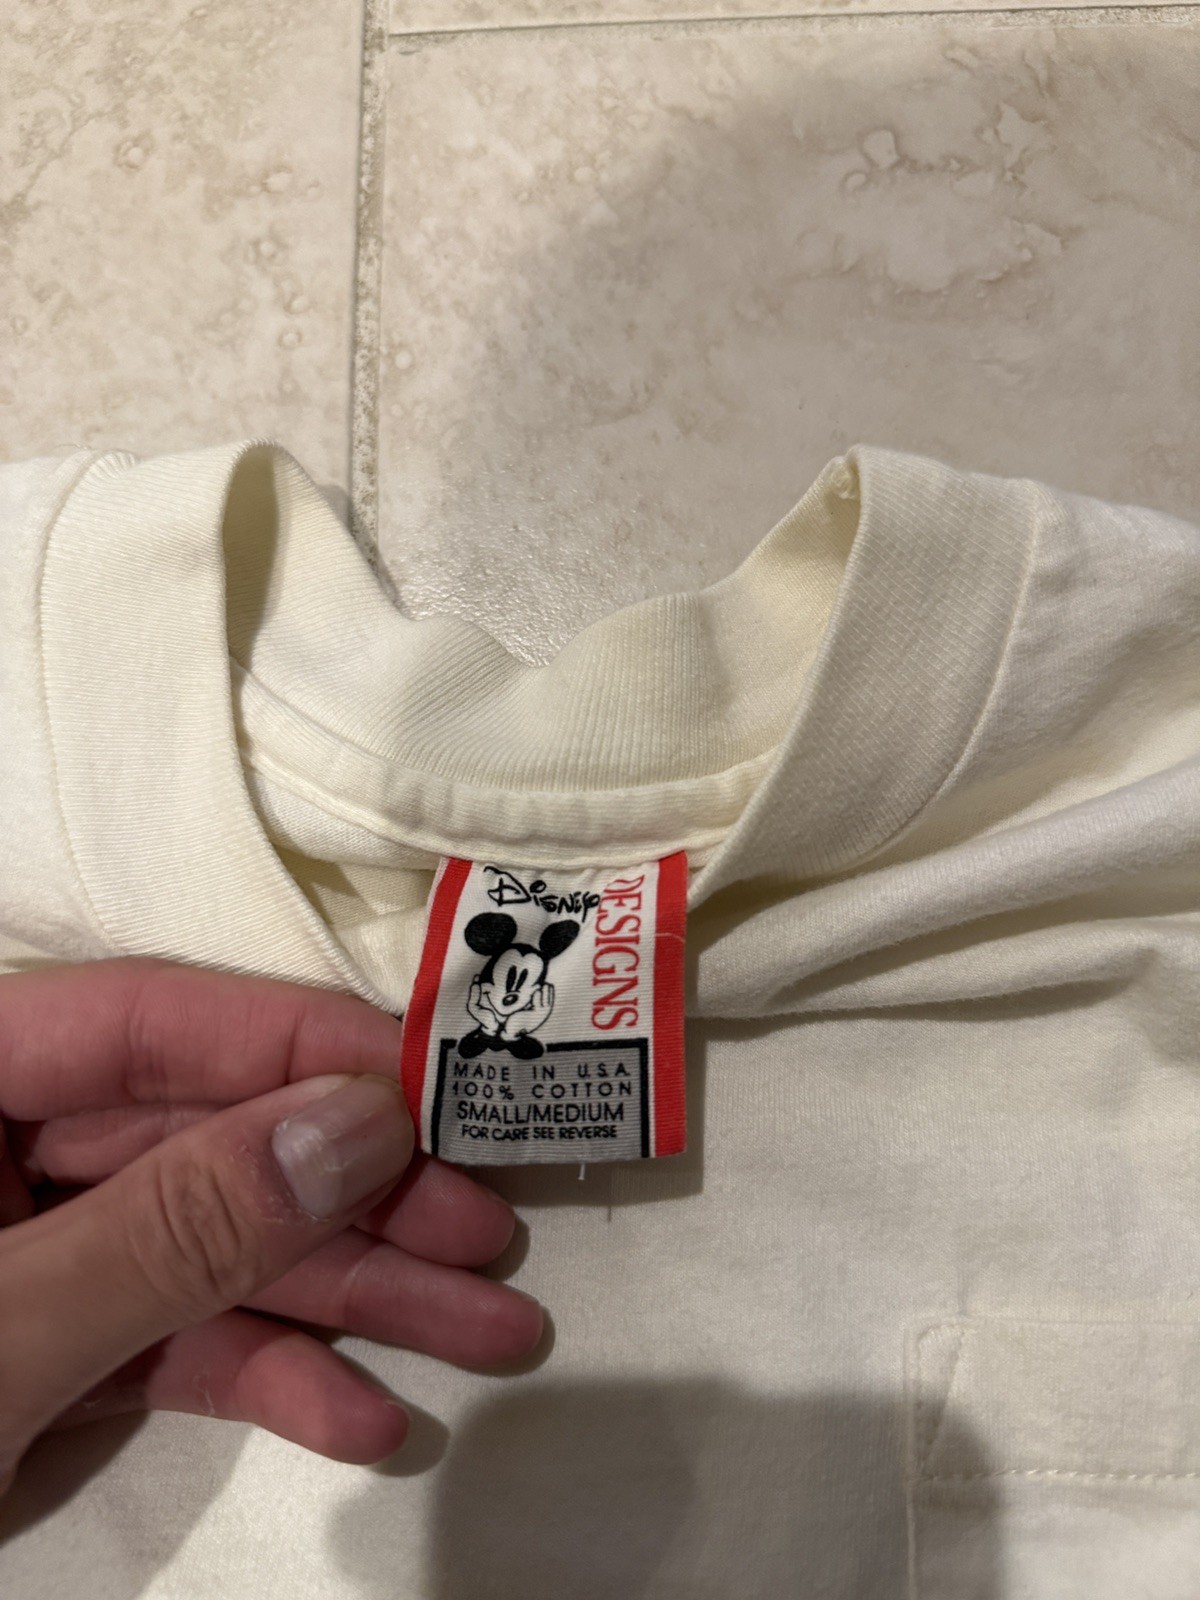 Disney
DESIGNS
MADE IN U.S.A.
100% COTTON
SMALL/MEDIUM
FOR CARE SEE REVERSE